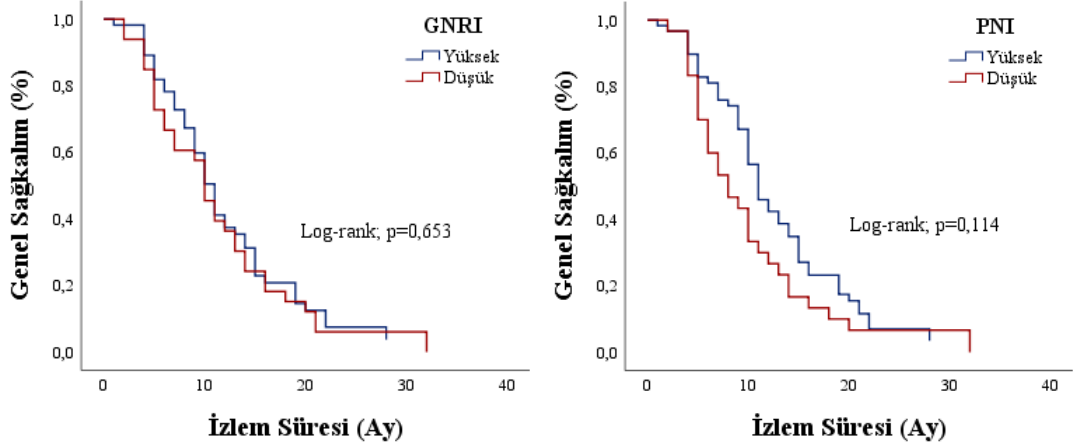 GNRI
Yüksek
Düşük
Genel Sağkalım (%)
1,0
0,8
0,6
0,4
0,2
0,0
Log-rank; p=0,653
0 10 20 30 40
İzlem Süresi (Ay)
PNI
Yüksek
Düşük
Genel Sağkalım (%)
1,0
0,8
0,6
0,4
0,2
0,0
Log-rank; p=0,114
0 10 20 30 40
İzlem Süresi (Ay)